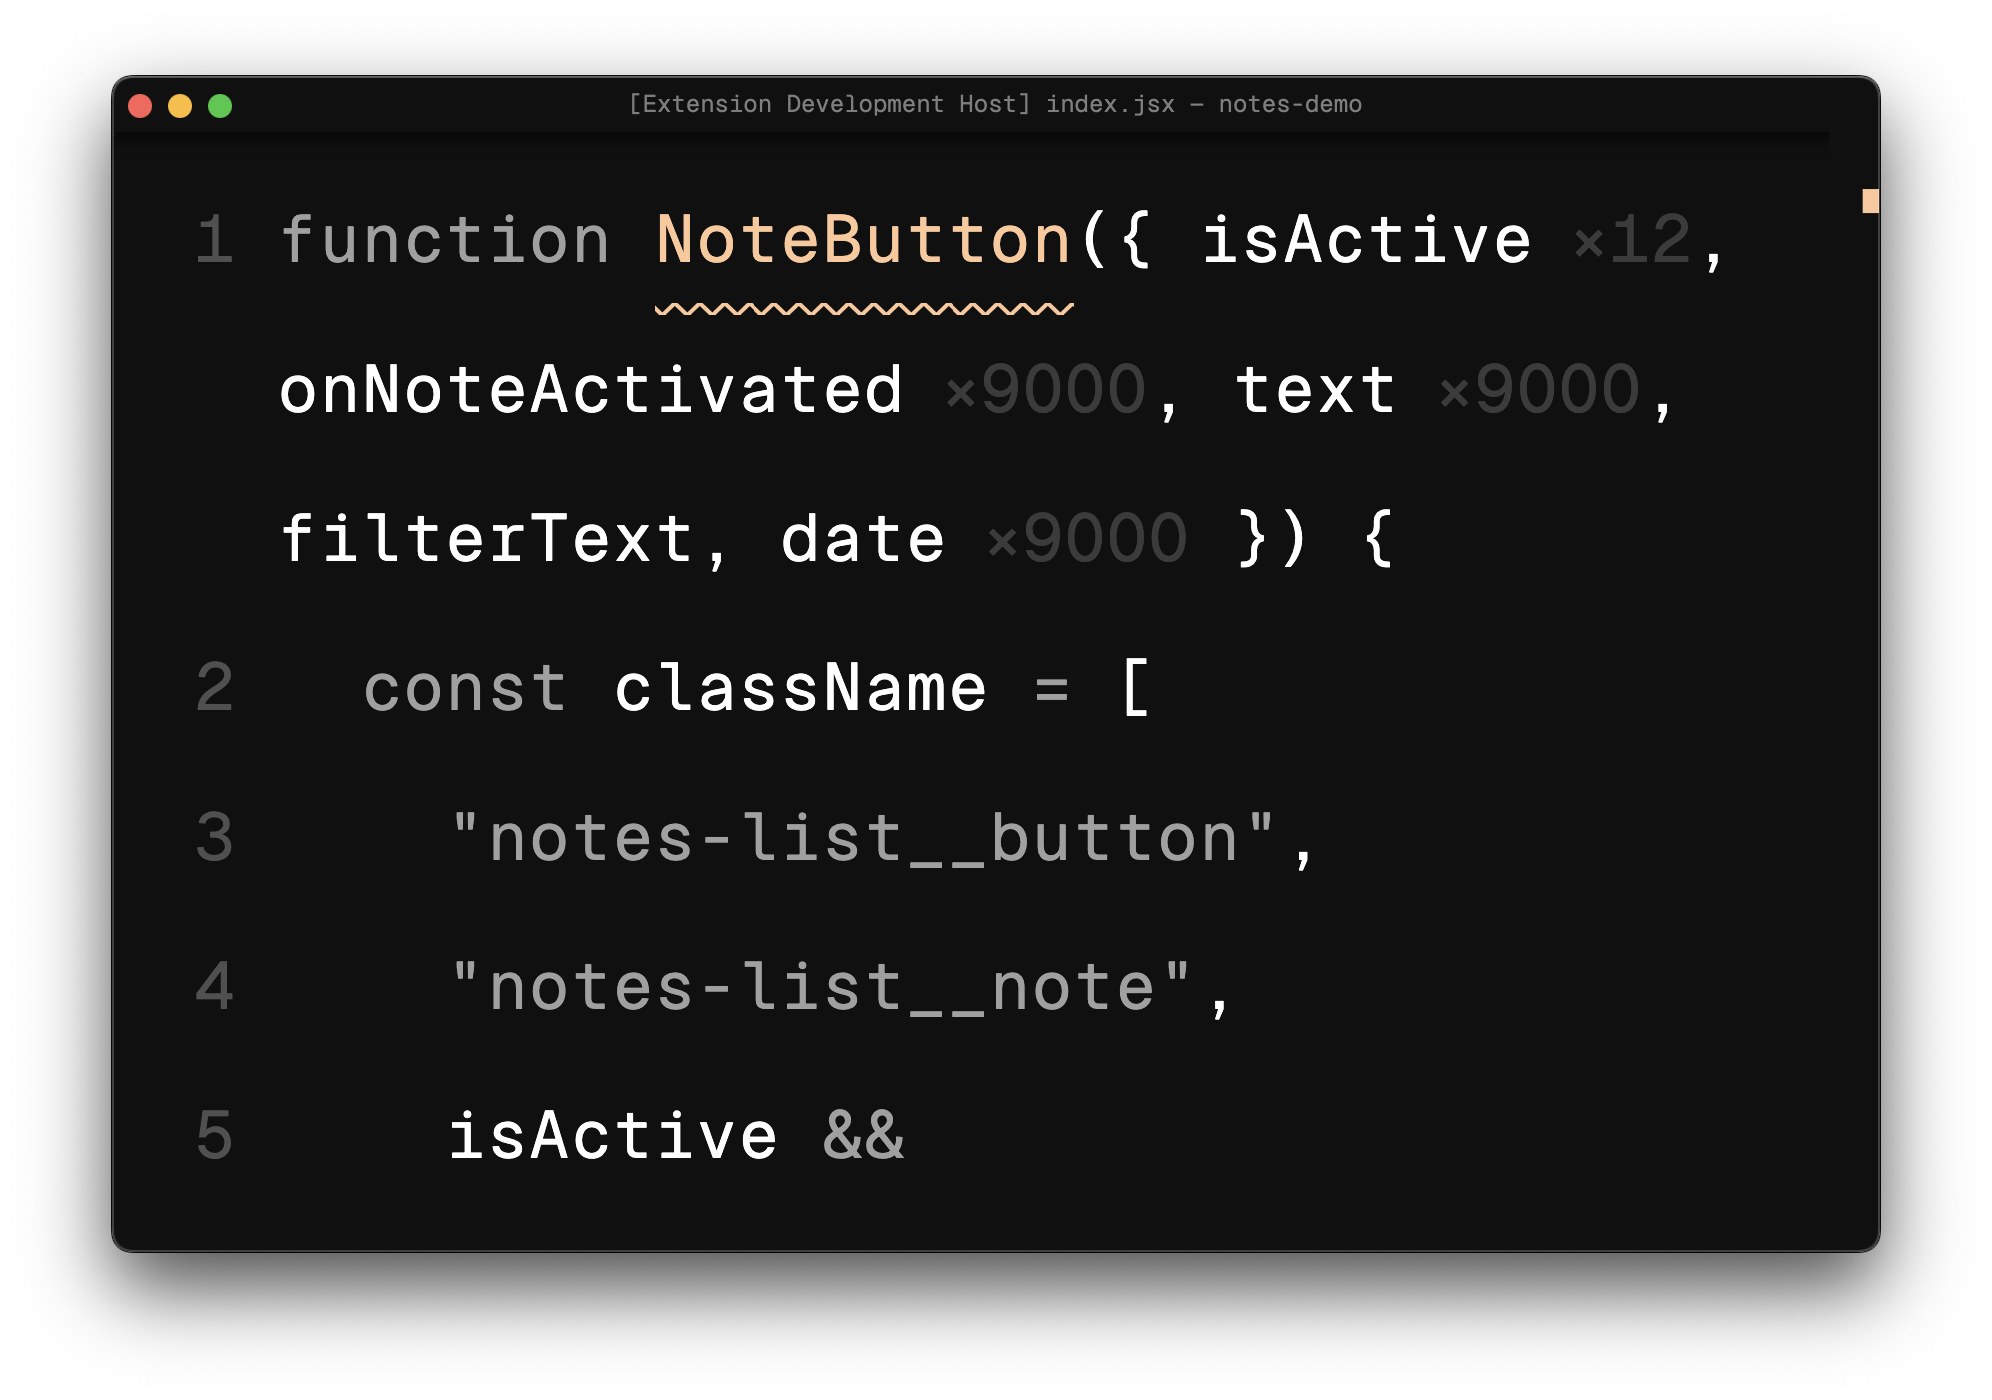 [Extension Development Host] index.jsx — notes-demo
1 function NoteButton({ isActive ×12,
onNoteActivated ×9000, text ×9000,
filterText, date ×9000 }) {
2 const className = [
3 "notes-list__button",
4 "notes-list__note",
5 isActive &&